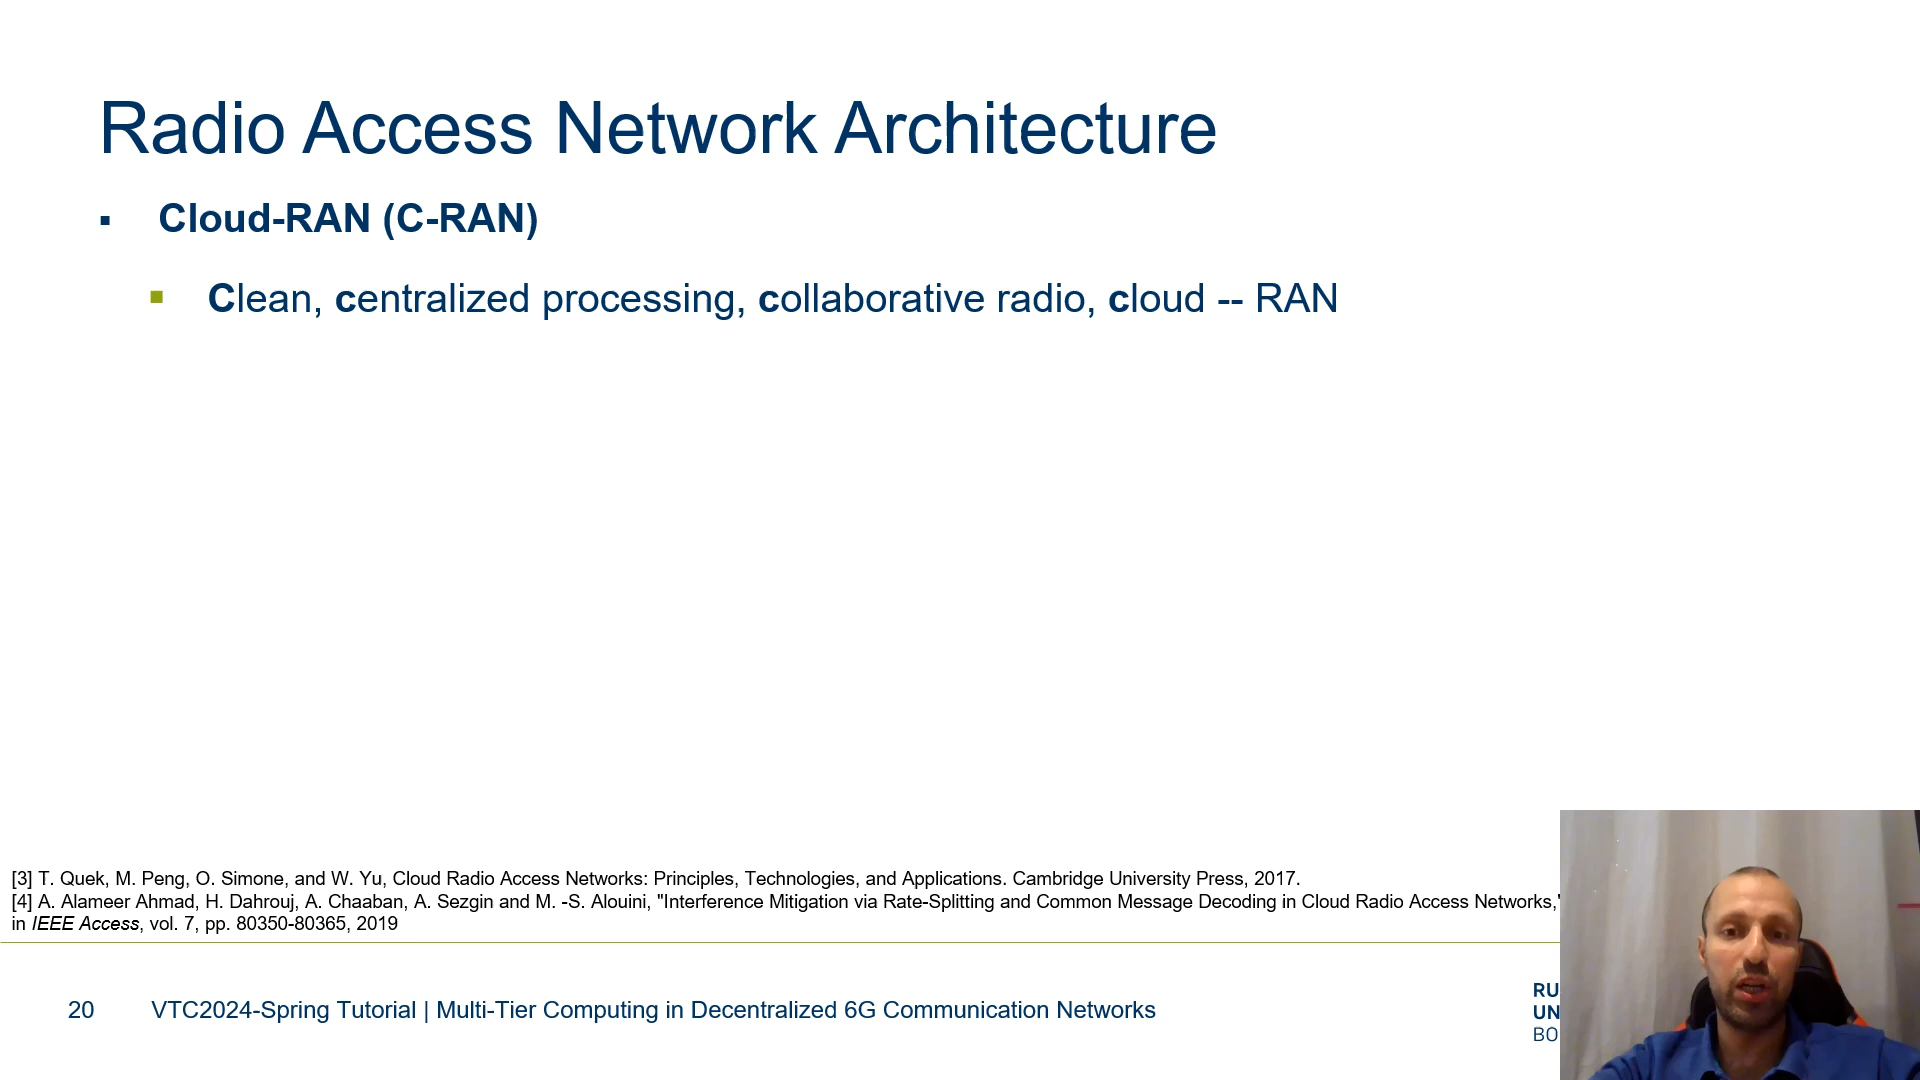 Radio Access Network Architecture
▪ Cloud-RAN (C-RAN)
▪ Clean, centralized processing, collaborative radio, cloud -- RAN
[3] T. Quek, M. Peng, O. Simone, and W. Yu, Cloud Radio Access Networks: Principles, Technologies, and Applications. Cambridge University Press, 2017.
[4] A. Alameer Ahmad, H. Dahrouj, A. Chaaban, A. Sezgin and M. -S. Alouini, "Interference Mitigation via Rate-Splitting and Common Message Decoding in Cloud Radio Access Networks,"
in IEEE Access, vol. 7, pp. 80350-80365, 2019
20 VTC2024-Spring Tutorial | Multi-Tier Computing in Decentralized 6G Communication Networks
RU
UN
BO